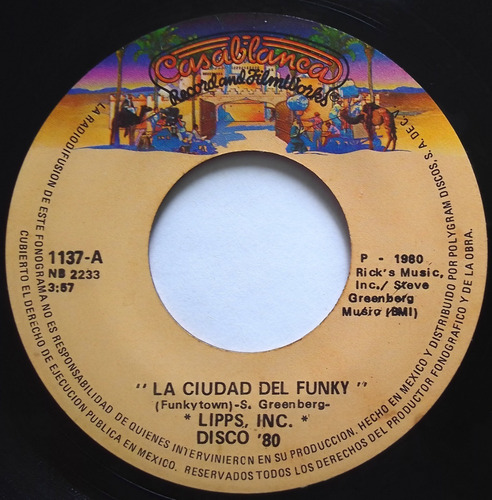 Casablanca
Record and FilmWorks
1137-A
NB 2233
3:57
P - 1980
Rick's Music,
Inc./ Steve
Greenberg
Music (BMI)
" LA CIUDAD DEL FUNKY "
(Funkytown)-S. Greenberg-
* LIPPS, INC. *
DISCO '80
LA RADIODIFUSION DE ESTE FONOGRAMA NO ES RESPONSABILIDAD DE QUIENES INTERVINIERON EN SU PRODUCCION. HECHO EN MEXICO Y DISTRIBUIDO POR POLYGRAM DISCOS, S. A. DE C. V.
CUBIERTO EL DERECHO DE EJECUCION PUBLICA EN MEXICO. RESERVADOS TODOS LOS DERECHOS DEL PRODUCTOR FONOGRAFICO Y DE LA OBRA.